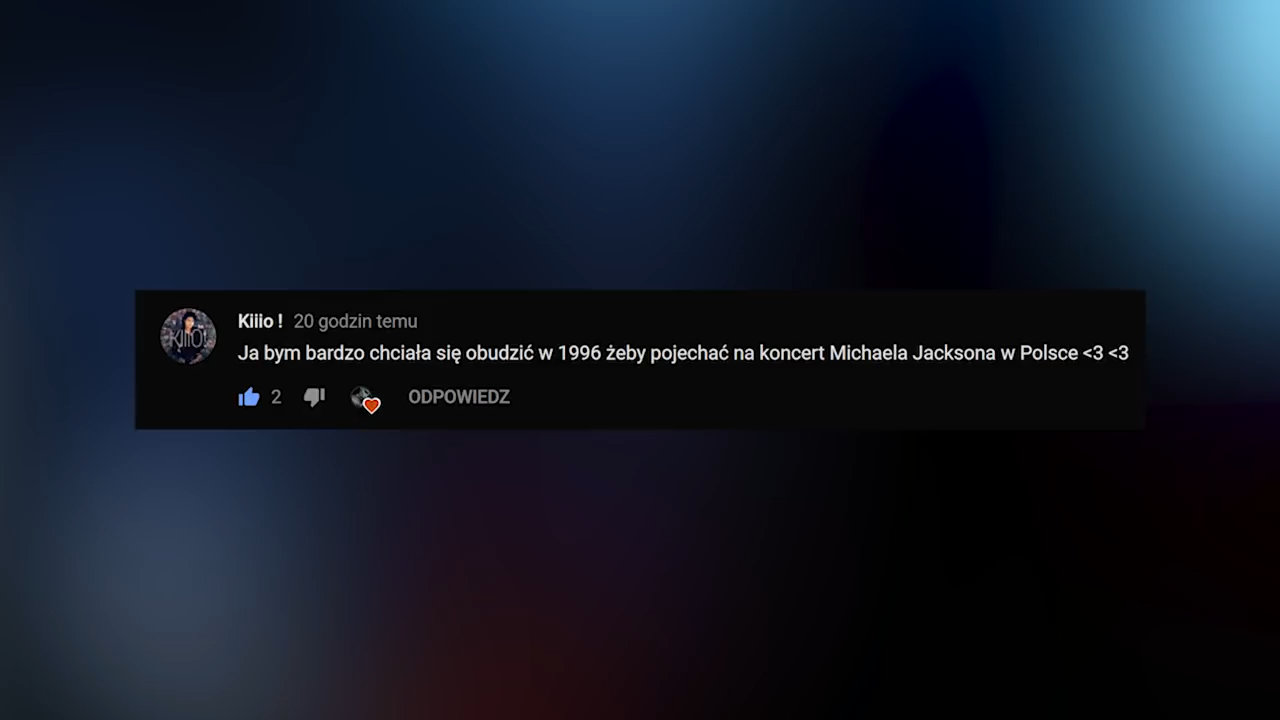 Kiiio ! 20 godzin temu
Ja bym bardzo chciała się obudzić w 1996 żeby pojechać na koncert Michaela Jacksona w Polsce <3 <3
2 ODPOWIEDZ
KIIIO!